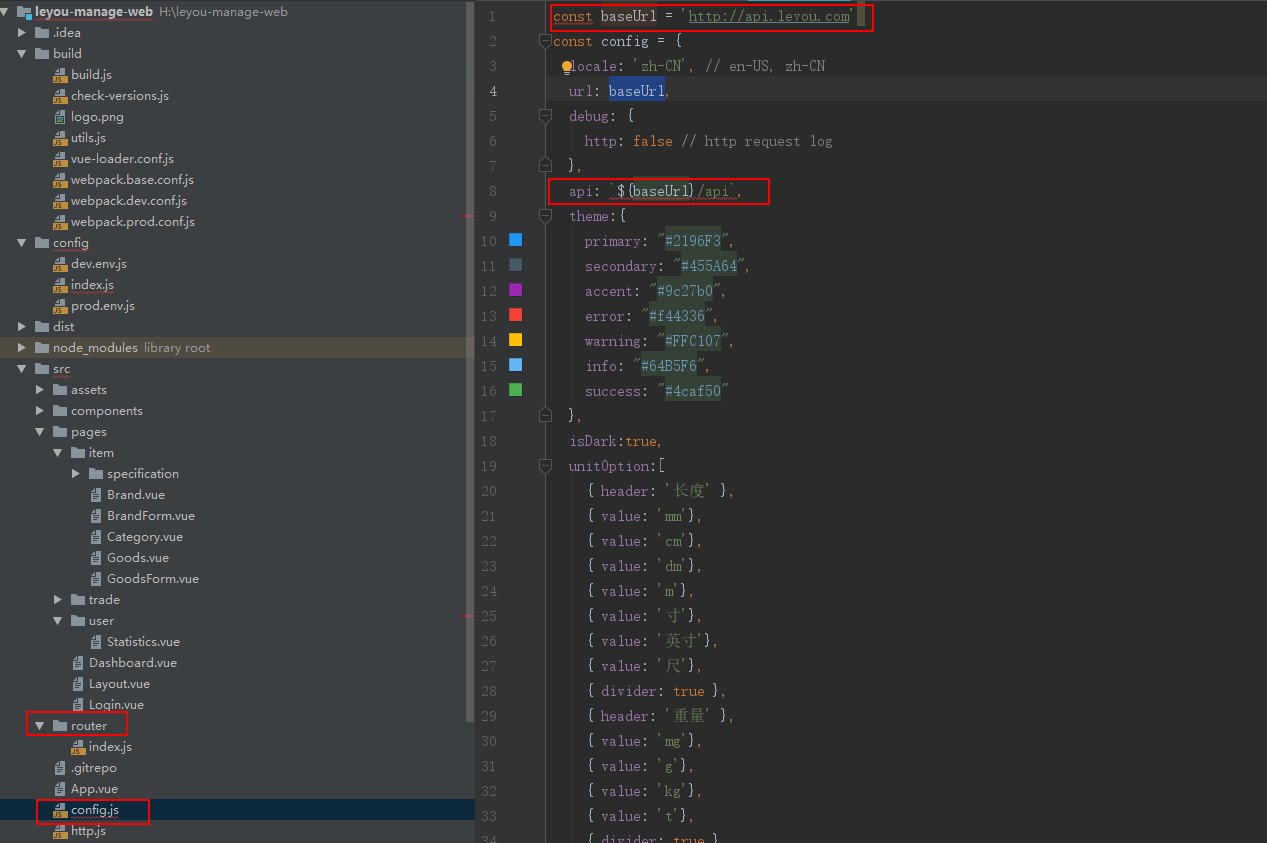 leyou-manage-web H:\leyou-manage-web
.idea
build
build.js
check-versions.js
logo.png
utils.js
vue-loader.conf.js
webpack.base.conf.js
webpack.dev.conf.js
webpack.prod.conf.js
config
dev.env.js
index.js
prod.env.js
dist
node_modules library root
src
assets
components
pages
item
specification
Brand.vue
BrandForm.vue
Category.vue
Goods.vue
GoodsForm.vue
trade
user
Statistics.vue
Dashboard.vue
Layout.vue
Login.vue
router
index.js
.gitrepo
App.vue
config.js
http.js
1 const baseUrl = 'http://api.leyou.com'
2 const config = {
3 locale: 'zh-CN', // en-US, zh-CN
4 url: baseUrl,
5 debug: {
6 http: false // http request log
7 },
8 api: `${baseUrl}/api`,
9 theme:{
10 primary: "#2196F3",
11 secondary: "#455A64",
12 accent: "#9c27b0",
13 error: "#f44336",
14 warning: "#FFC107",
15 info: "#64B5F6",
16 success: "#4caf50"
17 },
18 isDark:true,
19 unitOption:[
20 { header: '长度' },
21 { value: 'mm'},
22 { value: 'cm'},
23 { value: 'dm'},
24 { value: 'm'},
25 { value: '寸'},
26 { value: '英寸'},
27 { value: '尺'},
28 { divider: true },
29 { header: '重量' },
30 { value: 'mg'},
31 { value: 'g'},
32 { value: 'kg'},
33 { value: 't'},
34 { divider: true }